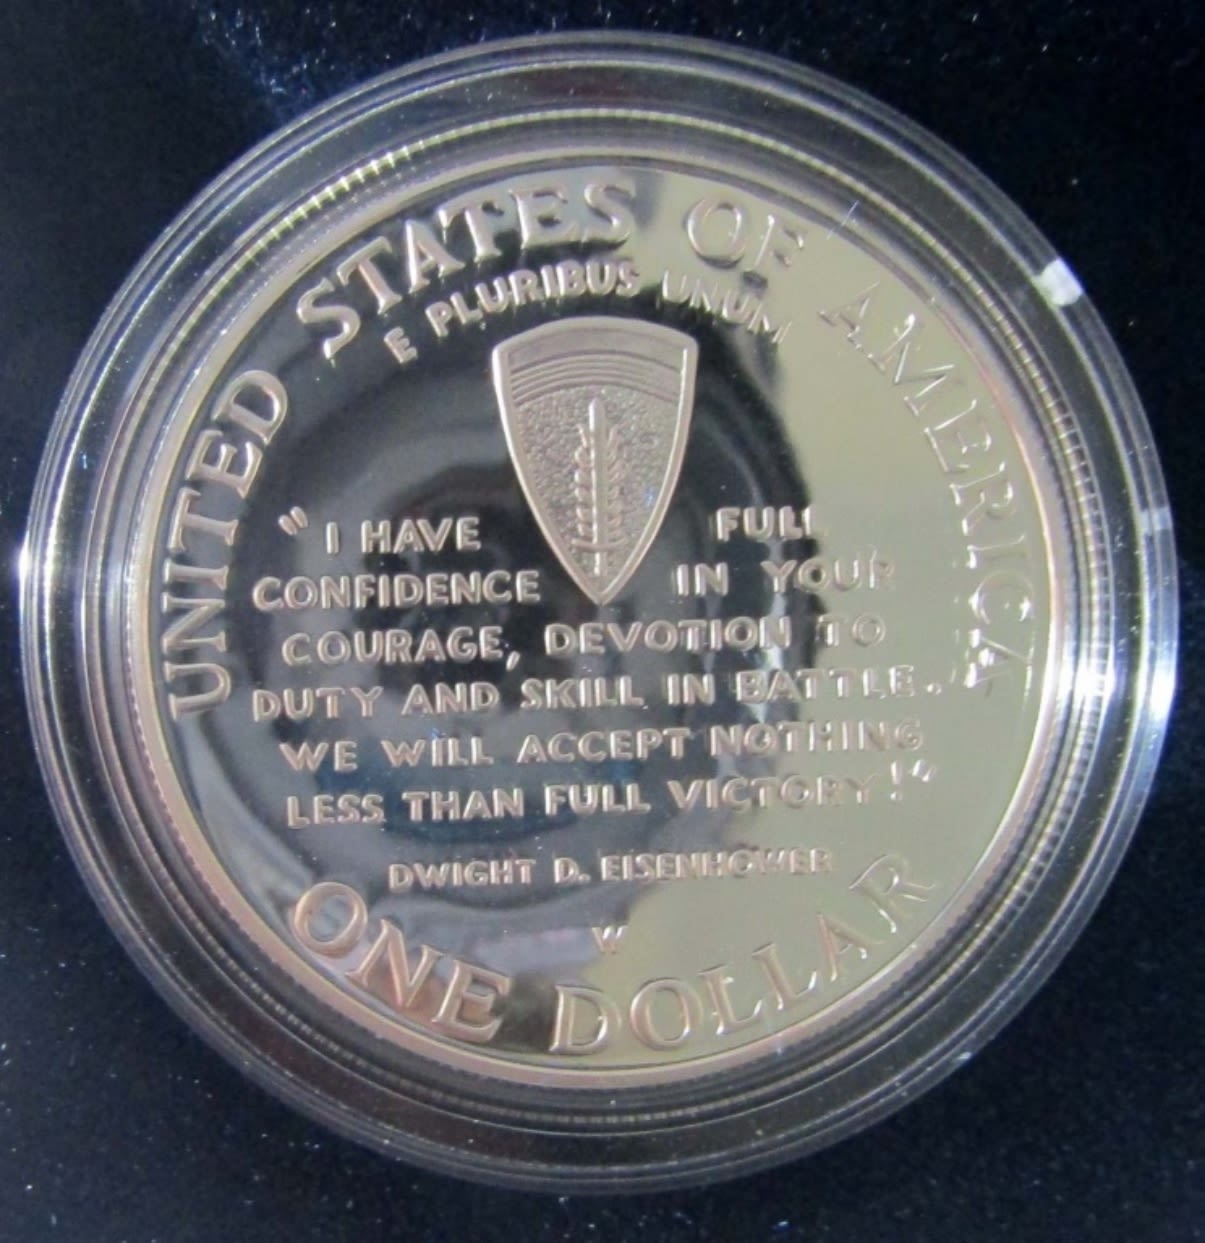 UNITED STATES OF AMERICA
E PLURIBUS UNUM
"I HAVE FULL
CONFIDENCE IN YOUR
COURAGE, DEVOTION TO
DUTY AND SKILL IN BATTLE.
WE WILL ACCEPT NOTHING
LESS THAN FULL VICTORY!"
DWIGHT D. EISENHOWER
W
ONE DOLLAR